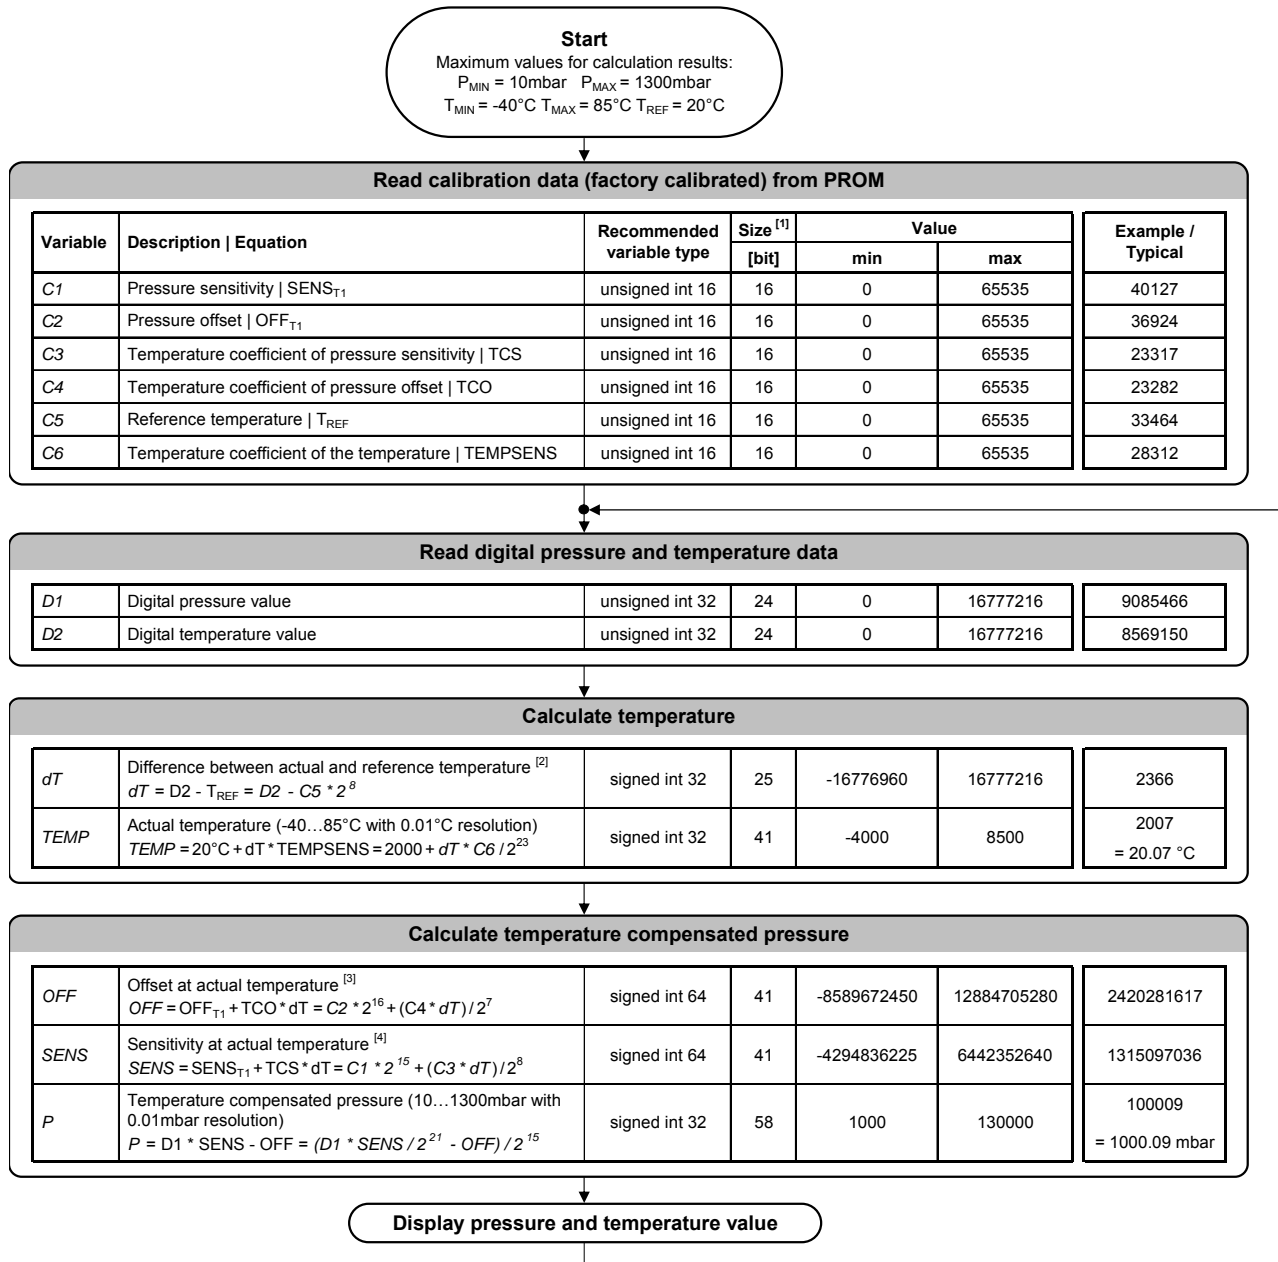 Start
Maximum values for calculation results:
P_MIN = 10mbar   P_MAX = 1300mbar
T_MIN = -40°C T_MAX = 85°C T_REF = 20°C
Read calibration data (factory calibrated) from PROM
Variable | Description | Equation | Recommended variable type | Size [1] [bit] | Value min max | Example / Typical
C1 Pressure sensitivity | SENS_T1 unsigned int 16 16 0 65535 40127
C2 Pressure offset | OFF_T1 unsigned int 16 16 0 65535 36924
C3 Temperature coefficient of pressure sensitivity | TCS unsigned int 16 16 0 65535 23317
C4 Temperature coefficient of pressure offset | TCO unsigned int 16 16 0 65535 23282
C5 Reference temperature | T_REF unsigned int 16 16 0 65535 33464
C6 Temperature coefficient of the temperature | TEMPSENS unsigned int 16 16 0 65535 28312
Read digital pressure and temperature data
D1 Digital pressure value unsigned int 32 24 0 16777216 9085466
D2 Digital temperature value unsigned int 32 24 0 16777216 8569150
Calculate temperature
dT Difference between actual and reference temperature [2] signed int 32 25 -16776960 16777216 2366
dT = D2 - T_REF = D2 - C5 * 2^8
TEMP Actual temperature (-40…85°C with 0.01°C resolution) signed int 32 41 -4000 8500 2007
TEMP = 20°C + dT * TEMPSENS = 2000 + dT * C6 / 2^23 = 20.07 °C
Calculate temperature compensated pressure
OFF Offset at actual temperature [3] signed int 64 41 -8589672450 12884705280 2420281617
OFF = OFF_T1 + TCO * dT = C2 * 2^16 + (C4 * dT) / 2^7
SENS Sensitivity at actual temperature [4] signed int 64 41 -4294836225 6442352640 1315097036
SENS = SENS_T1 + TCS * dT = C1 * 2^15 + (C3 * dT) / 2^8
P Temperature compensated pressure (10…1300mbar with
0.01mbar resolution) signed int 32 58 1000 130000 100009
P = D1 * SENS - OFF = (D1 * SENS / 2^21 - OFF) / 2^15 = 1000.09 mbar
Display pressure and temperature value